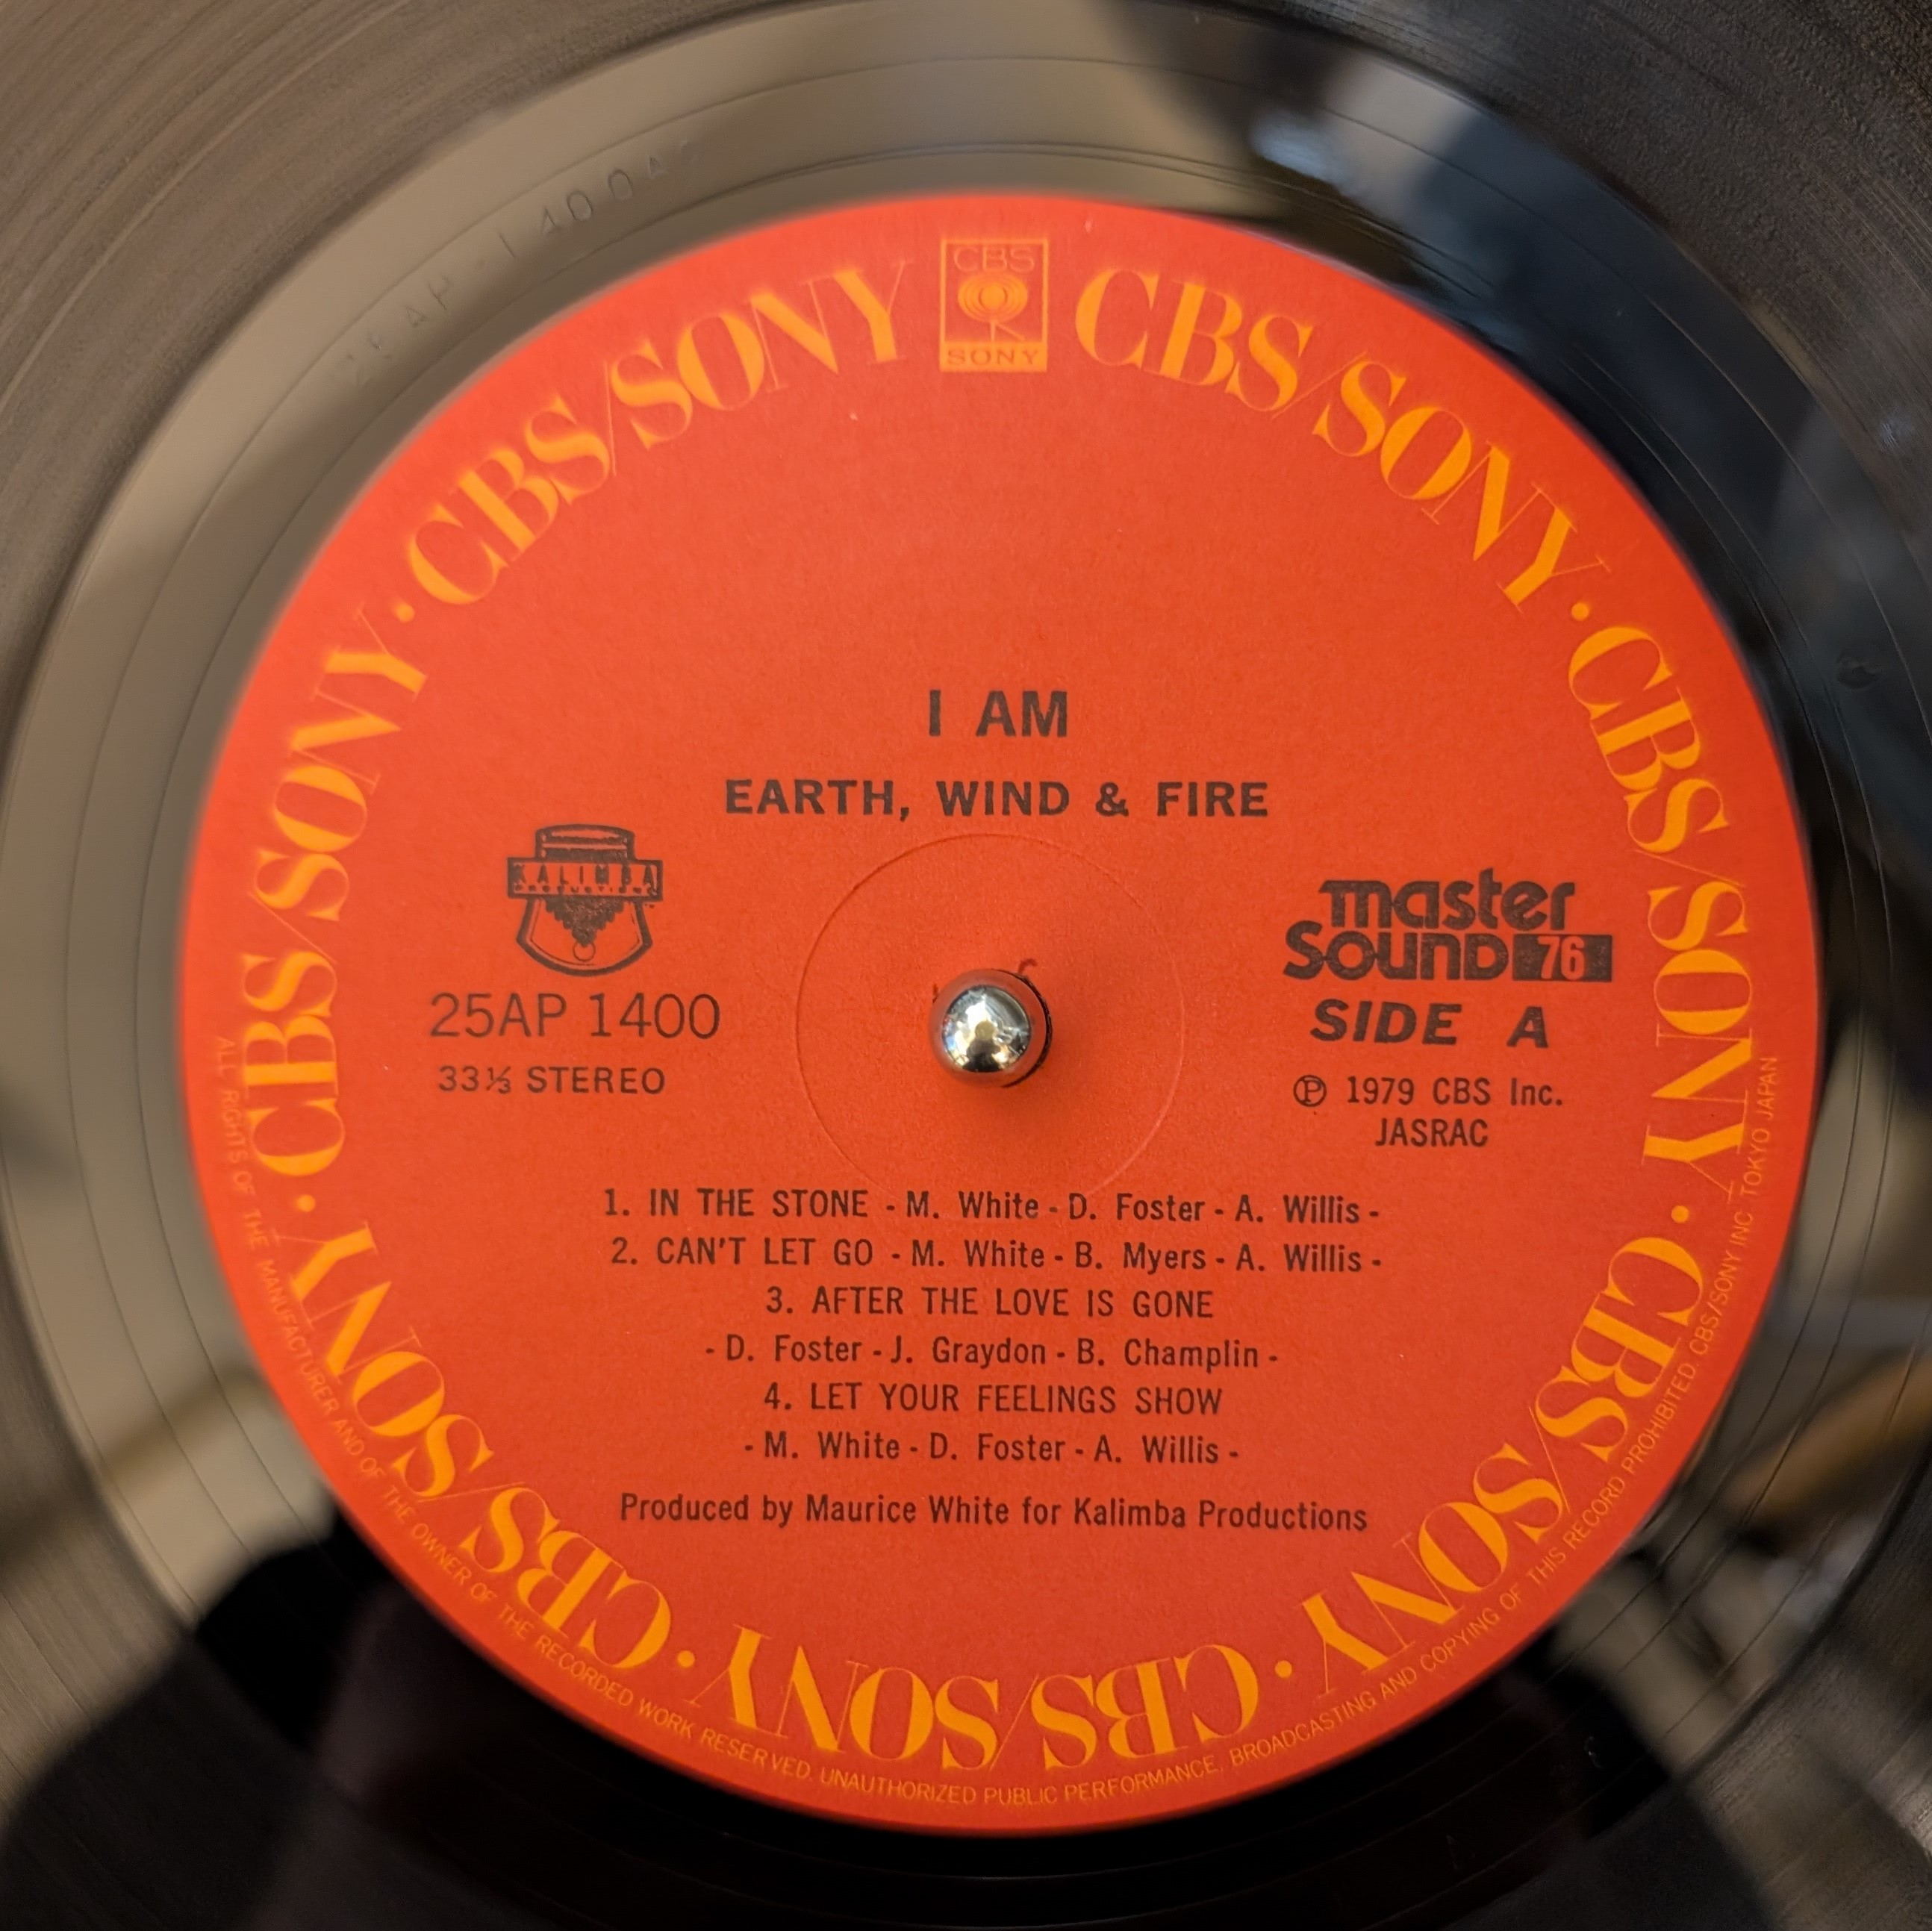 25AP-1400A
CBS
SONY
CBS/SONY · CBS/SONY · CBS/SONY · CBS/SONY · CBS/SONY · CBS/SONY · CBS/SONY
I AM
EARTH, WIND & FIRE
KALIMBA
PRODUCTIONS
25AP 1400
33⅓ STEREO
master
Sound 76
SIDE A
Ⓟ 1979 CBS Inc.
JASRAC
1. IN THE STONE - M. White - D. Foster - A. Willis -
2. CAN'T LET GO - M. White - B. Myers - A. Willis -
3. AFTER THE LOVE IS GONE
- D. Foster - J. Graydon - B. Champlin -
4. LET YOUR FEELINGS SHOW
- M. White - D. Foster - A. Willis -
Produced by Maurice White for Kalimba Productions
ALL RIGHTS OF THE MANUFACTURER AND OF THE OWNER OF THE RECORDED WORK RESERVED. UNAUTHORIZED PUBLIC PERFORMANCE, BROADCASTING AND COPYING OF THIS RECORD PROHIBITED. CBS/SONY INC TOKYO JAPAN